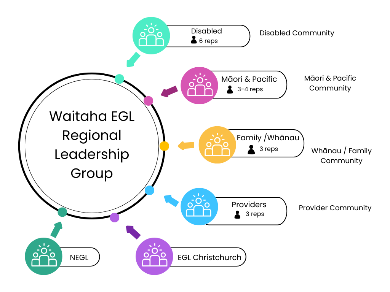 Disabled
6 reps
Disabled Community
Māori & Pacific
3-4 reps
Māori & Pacific
Community
Waitaha EGL
Regional
Leadership
Group
Family /Whānau
3 reps
Whānau / Family
Community
Providers
3 reps
Provider Community
NEGL
EGL Christchurch